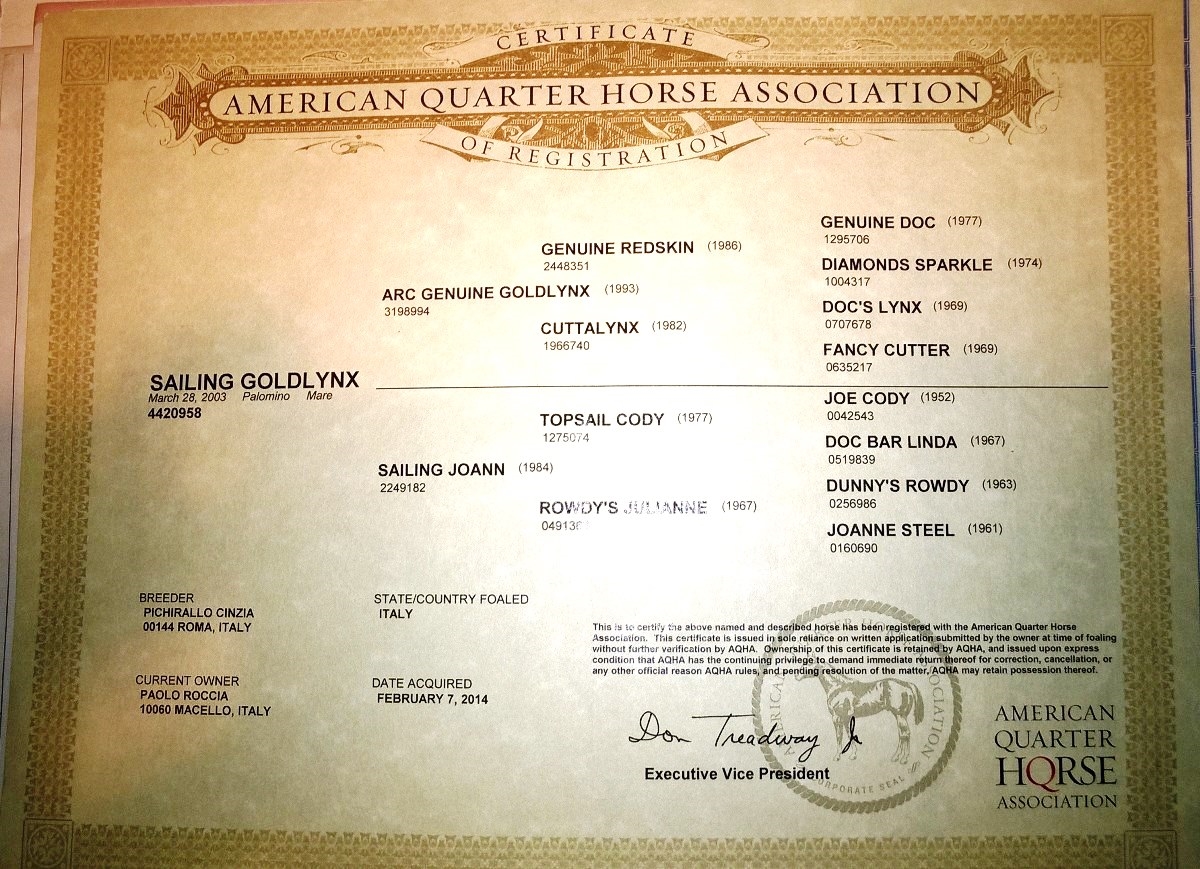 CERTIFICATE
AMERICAN QUARTER HORSE ASSOCIATION
OF REGISTRATION
GENUINE DOC (1977)
1295706
GENUINE REDSKIN (1986)
2448351
DIAMONDS SPARKLE (1974)
1004317
ARC GENUINE GOLDLYNX (1993)
3198994
DOC'S LYNX (1969)
0707678
CUTTALYNX (1982)
1966740
FANCY CUTTER (1969)
0635217
SAILING GOLDLYNX
March 28, 2003 Palomino Mare
4420958
JOE CODY (1952)
0042543
TOPSAIL CODY (1977)
1275074
DOC BAR LINDA (1967)
0519839
SAILING JOANN (1984)
2249182
DUNNY'S ROWDY (1963)
0256986
ROWDY'S JULIANNE (1967)
JOANNE STEEL (1961)
0160690
BREEDER
PICHIRALLO CINZIA
00144 ROMA, ITALY
STATE/COUNTRY FOALED
ITALY
CURRENT OWNER
PAOLO ROCCIA
10060 MACELLO, ITALY
DATE ACQUIRED
FEBRUARY 7, 2014
This is to certify the above named and described horse has been registered with the American Quarter Horse
Association. This certificate is issued in sole reliance on written application submitted by the owner at time of foaling
without further verification by AQHA. Ownership of this certificate is retained by AQHA, and issued upon express
condition that AQHA has the continuing privilege to demand immediate return thereof for correction, cancellation, or
any other official reason AQHA rules, and pending resolution of the matter, AQHA may retain possession thereof.
Don Treadway Jr
Executive Vice President
CORPORATE SEAL
AMERICAN
QUARTER
HORSE
ASSOCIATION